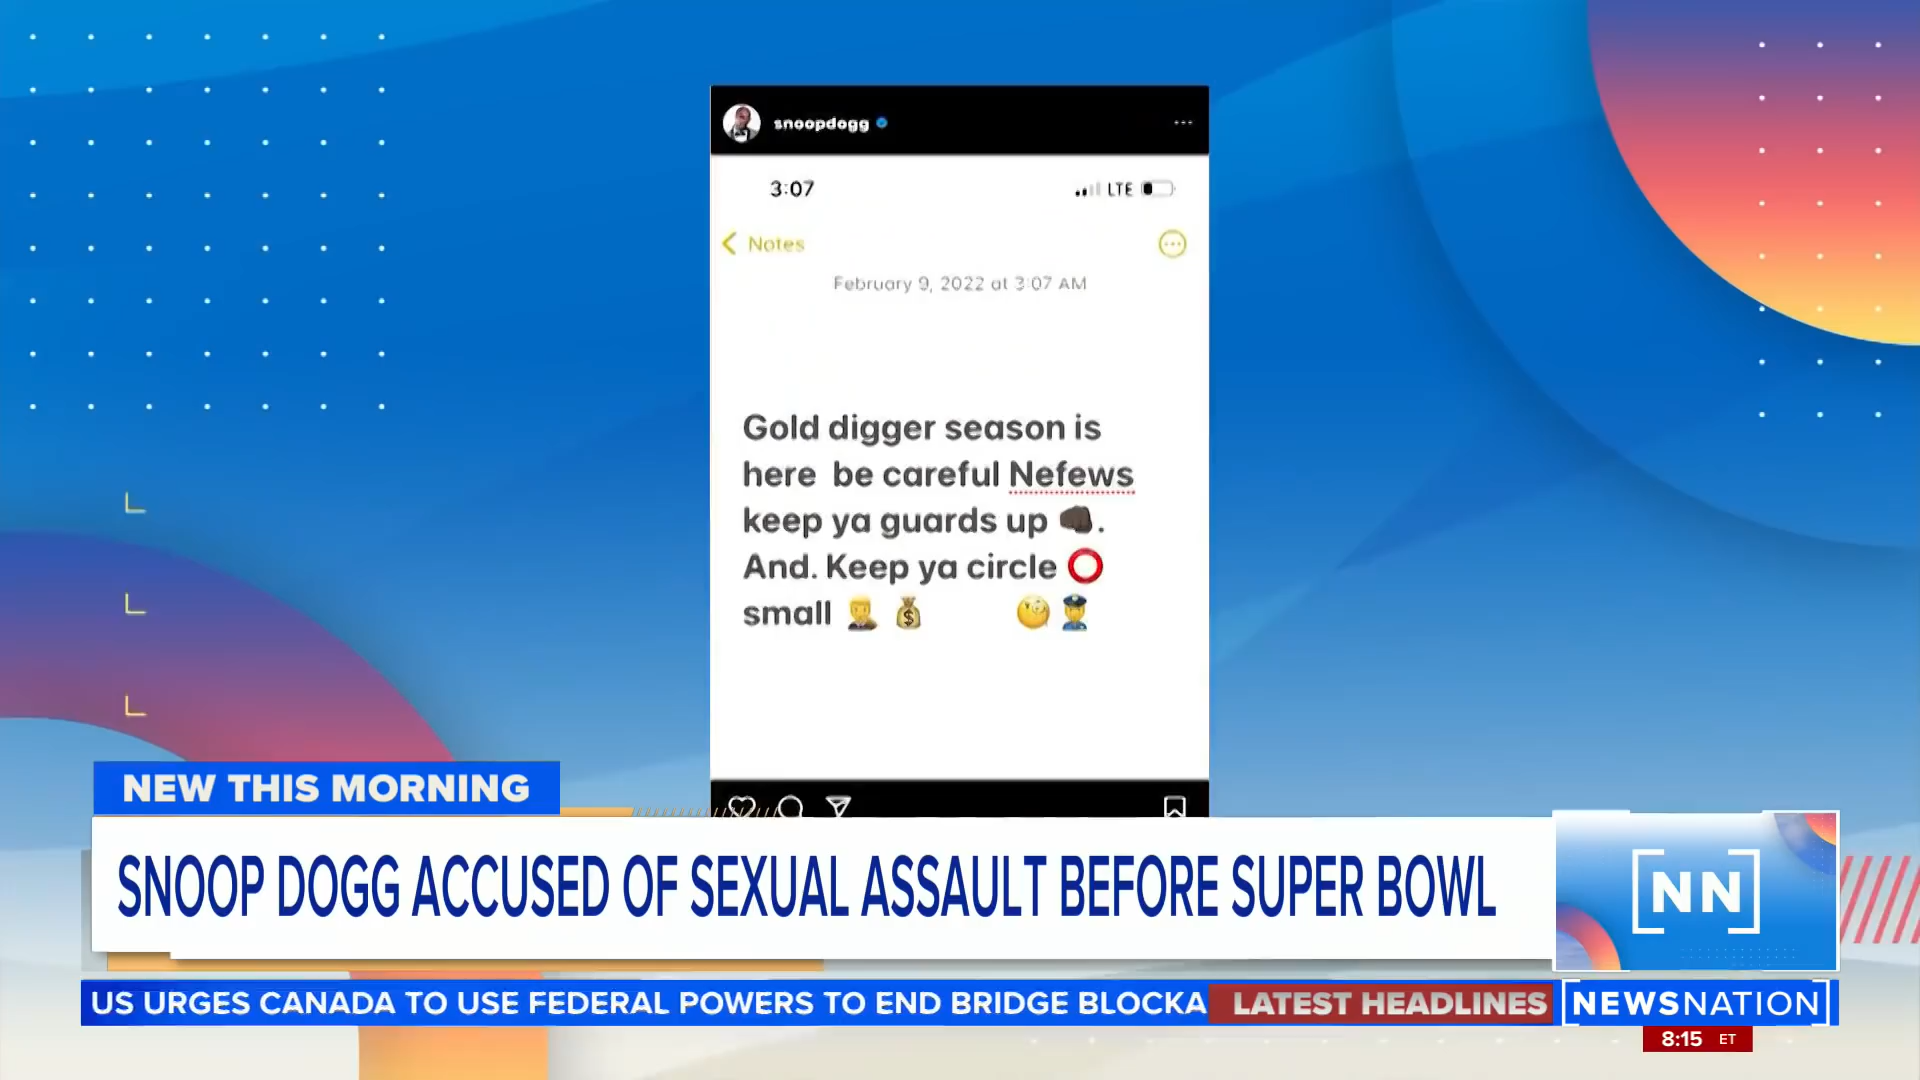 snoopdogg
3:07
LTE
Notes
February 9, 2022 at 3:07 AM
Gold digger season is
here be careful Nefews
keep ya guards up 👊🏿.
And. Keep ya circle ⭕
small 🤦‍♂️ 💰 🧐 👮‍♂️
NEW THIS MORNING
SNOOP DOGG ACCUSED OF SEXUAL ASSAULT BEFORE SUPER BOWL
NN
US URGES CANADA TO USE FEDERAL POWERS TO END BRIDGE BLOCKA
LATEST HEADLINES
NEWSNATION
8:15 ET